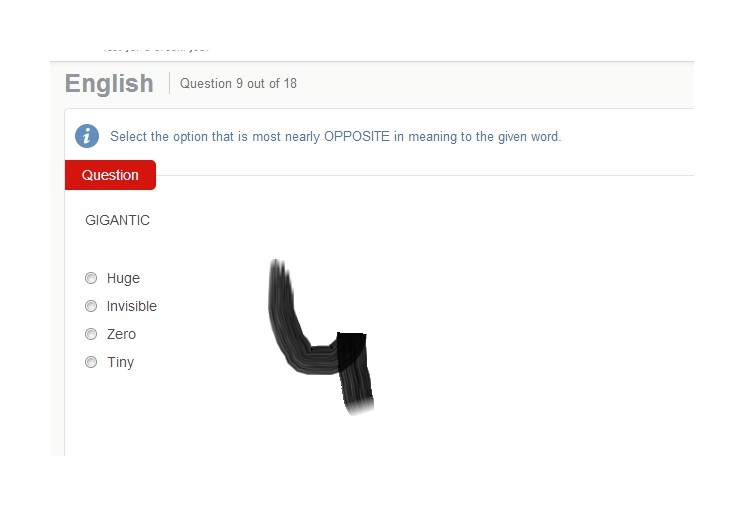 English Question 9 out of 18
Select the option that is most nearly OPPOSITE in meaning to the given word.
Question
GIGANTIC
Huge
Invisible
Zero
Tiny
4